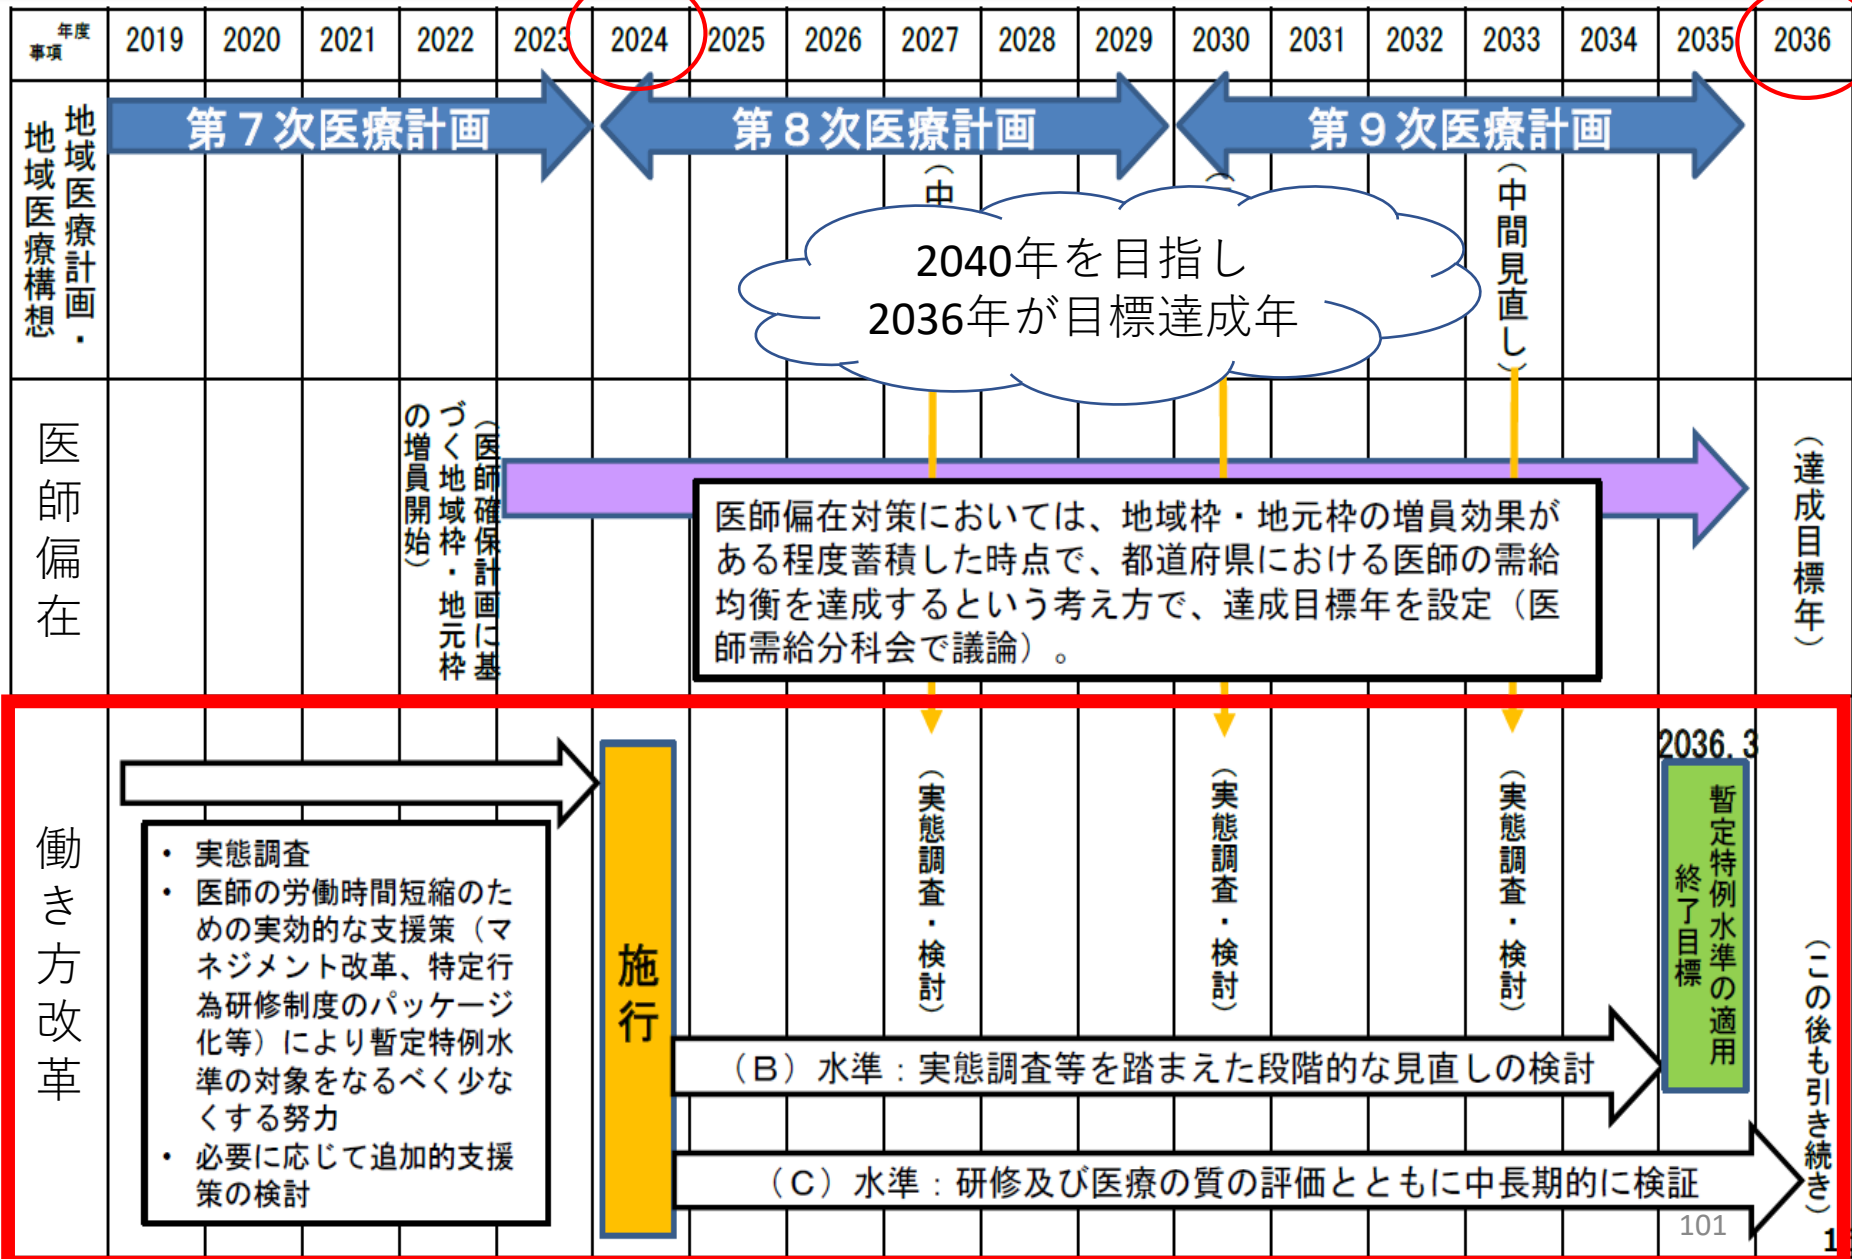 年度
事項
2019 2020 2021 2022 2023 2024 2025 2026 2027 2028 2029 2030 2031 2032 2033 2034 2035 2036
地域医療計画・
地域医療構想
第７次医療計画
第８次医療計画
第９次医療計画
（中
（
（中間見直し）
2040年を目指し
2036年が目標達成年
医師偏在
（医師確保計画に基
づく地域枠・地元枠
の増員開始）
医師偏在対策においては、地域枠・地元枠の増員効果が
ある程度蓄積した時点で、都道府県における医師の需給
均衡を達成するという考え方で、達成目標年を設定（医
師需給分科会で議論）。
（達成目標年）
働き方改革
・ 実態調査
・ 医師の労働時間短縮のた
めの実効的な支援策（マ
ネジメント改革、特定行
為研修制度のパッケージ
化等）により暫定特例水
準の対象をなるべく少な
くする努力
・ 必要に応じて追加的支援
策の検討
施行
（実態調査・検討）
（実態調査・検討）
（実態調査・検討）
2036.3
暫定特例水準の適用
終了目標
（Ｂ）水準：実態調査等を踏まえた段階的な見直しの検討
（Ｃ）水準：研修及び医療の質の評価とともに中長期的に検証
（この後も引き続き）
101